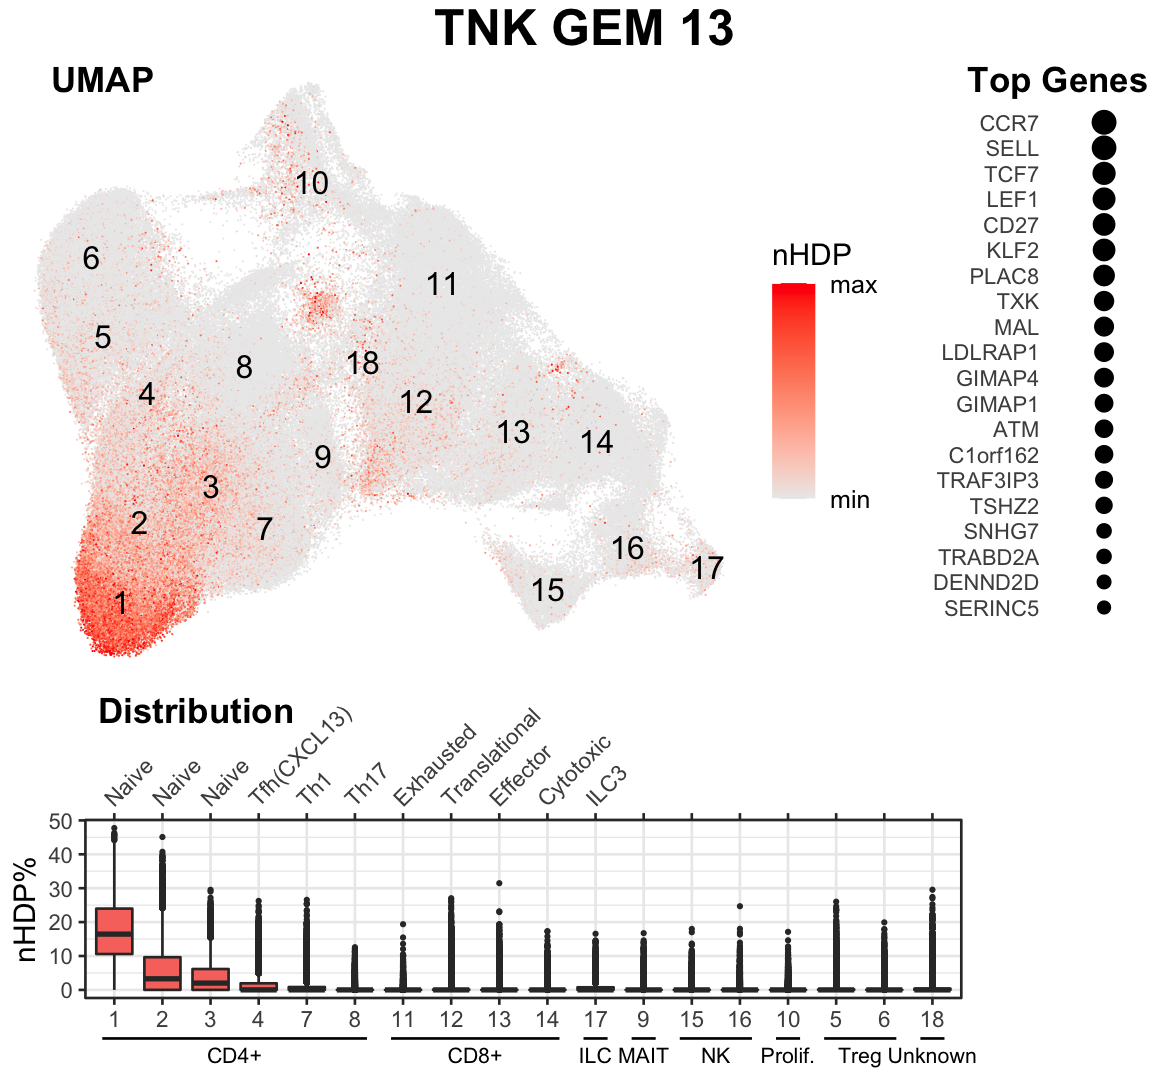 TNK GEM 13
UMAP
10
6
11
5
8
18
4
12
13
14
9
3
2
7
16
17
15
1
nHDP
max
min
Top Genes
CCR7
SELL
TCF7
LEF1
CD27
KLF2
PLAC8
TXK
MAL
LDLRAP1
GIMAP4
GIMAP1
ATM
C1orf162
TRAF3IP3
TSHZ2
SNHG7
TRABD2A
DENND2D
SERINC5
Distribution
Naive Naive Naive Tfh(CXCL13) Th1 Th17 Exhausted Translational Effector Cytotoxic ILC3
nHDP%
50
40
30
20
10
0
1 2 3 4 7 8 11 12 13 14 17 9 15 16 10 5 6 18
CD4+ CD8+ ILC MAIT NK Prolif. Treg Unknown